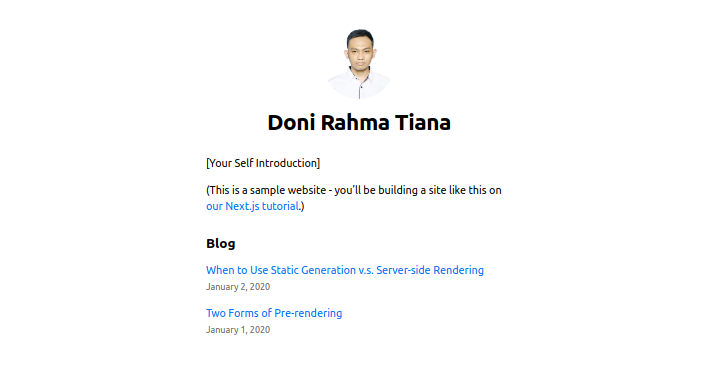 Doni Rahma Tiana
[Your Self Introduction]
(This is a sample website - you'll be building a site like this on
our Next.js tutorial.)
Blog
When to Use Static Generation v.s. Server-side Rendering
January 2, 2020
Two Forms of Pre-rendering
January 1, 2020